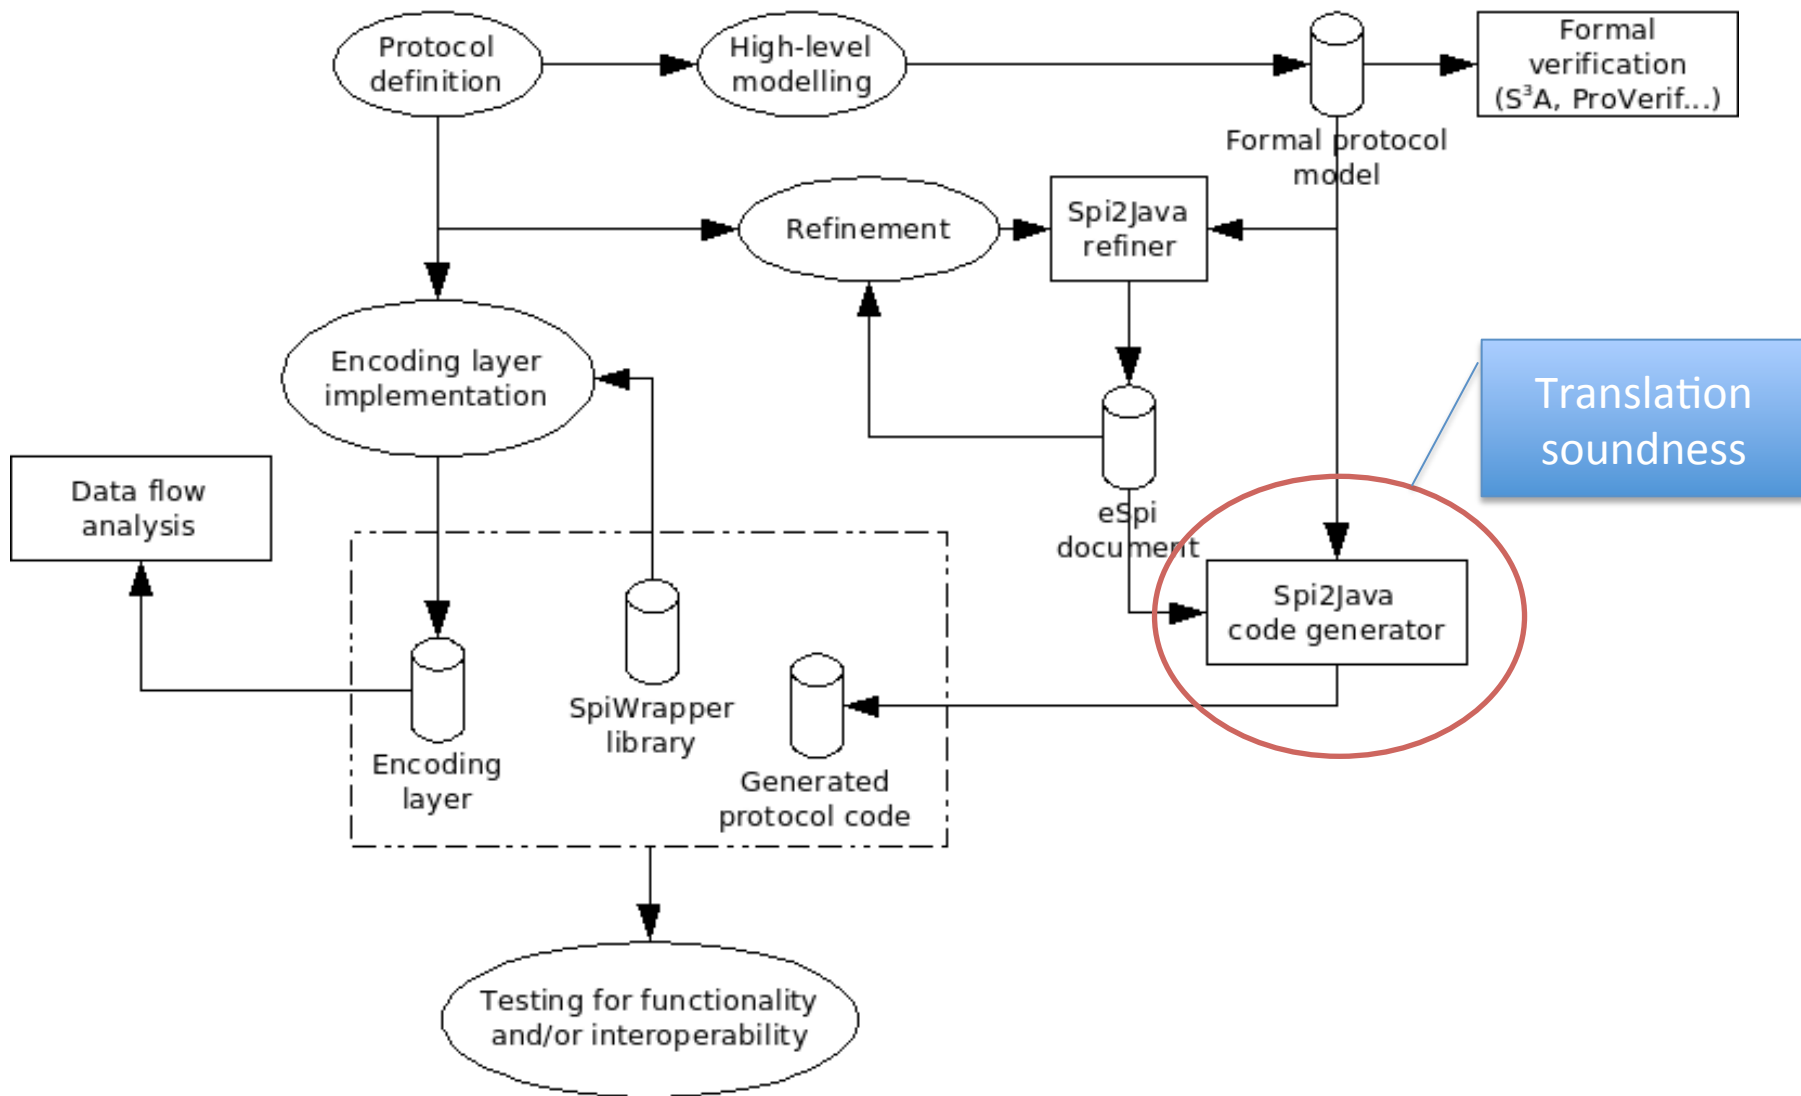 Protocol
definition
High-level
modelling
Formal
verification
(S³A, ProVerif...)
Formal protocol
model
Refinement
Spi2Java
refiner
Encoding layer
implementation
Translation
soundness
Data flow
analysis
eSpi
document
Spi2Java
code generator
SpiWrapper
library
Encoding
layer
Generated
protocol code
Testing for functionality
and/or interoperability